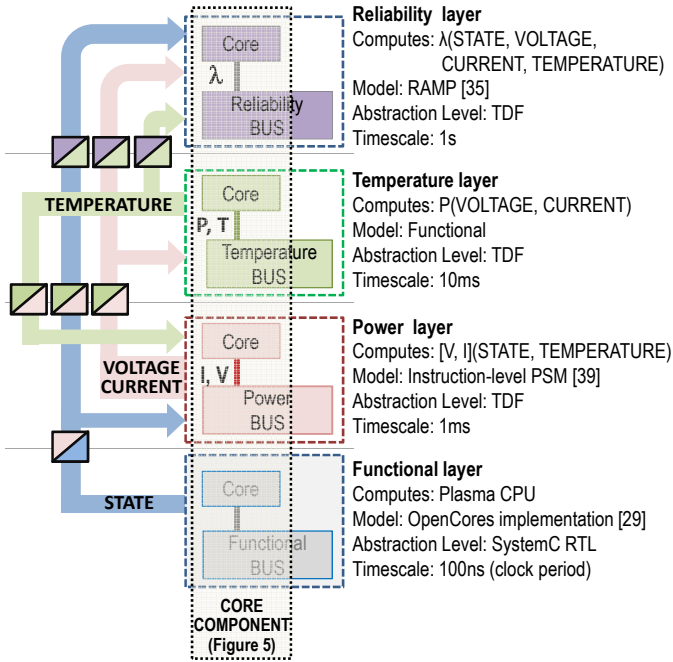 Reliability layer
Computes: λ(STATE, VOLTAGE,
CURRENT, TEMPERATURE)
Model: RAMP [35]
Abstraction Level: TDF
Timescale: 1s
Core
λ
Reliability
BUS
TEMPERATURE
Temperature layer
Computes: P(VOLTAGE, CURRENT)
Model: Functional
Abstraction Level: TDF
Timescale: 10ms
Core
P, T
Temperature
BUS
Power layer
Computes: [V, I](STATE, TEMPERATURE)
Model: Instruction-level PSM [39]
Abstraction Level: TDF
Timescale: 1ms
Core
I, V
Power
BUS
VOLTAGE
CURRENT
Functional layer
Computes: Plasma CPU
Model: OpenCores implementation [29]
Abstraction Level: SystemC RTL
Timescale: 100ns (clock period)
Core
Functional
BUS
STATE
CORE
COMPONENT
(Figure 5)